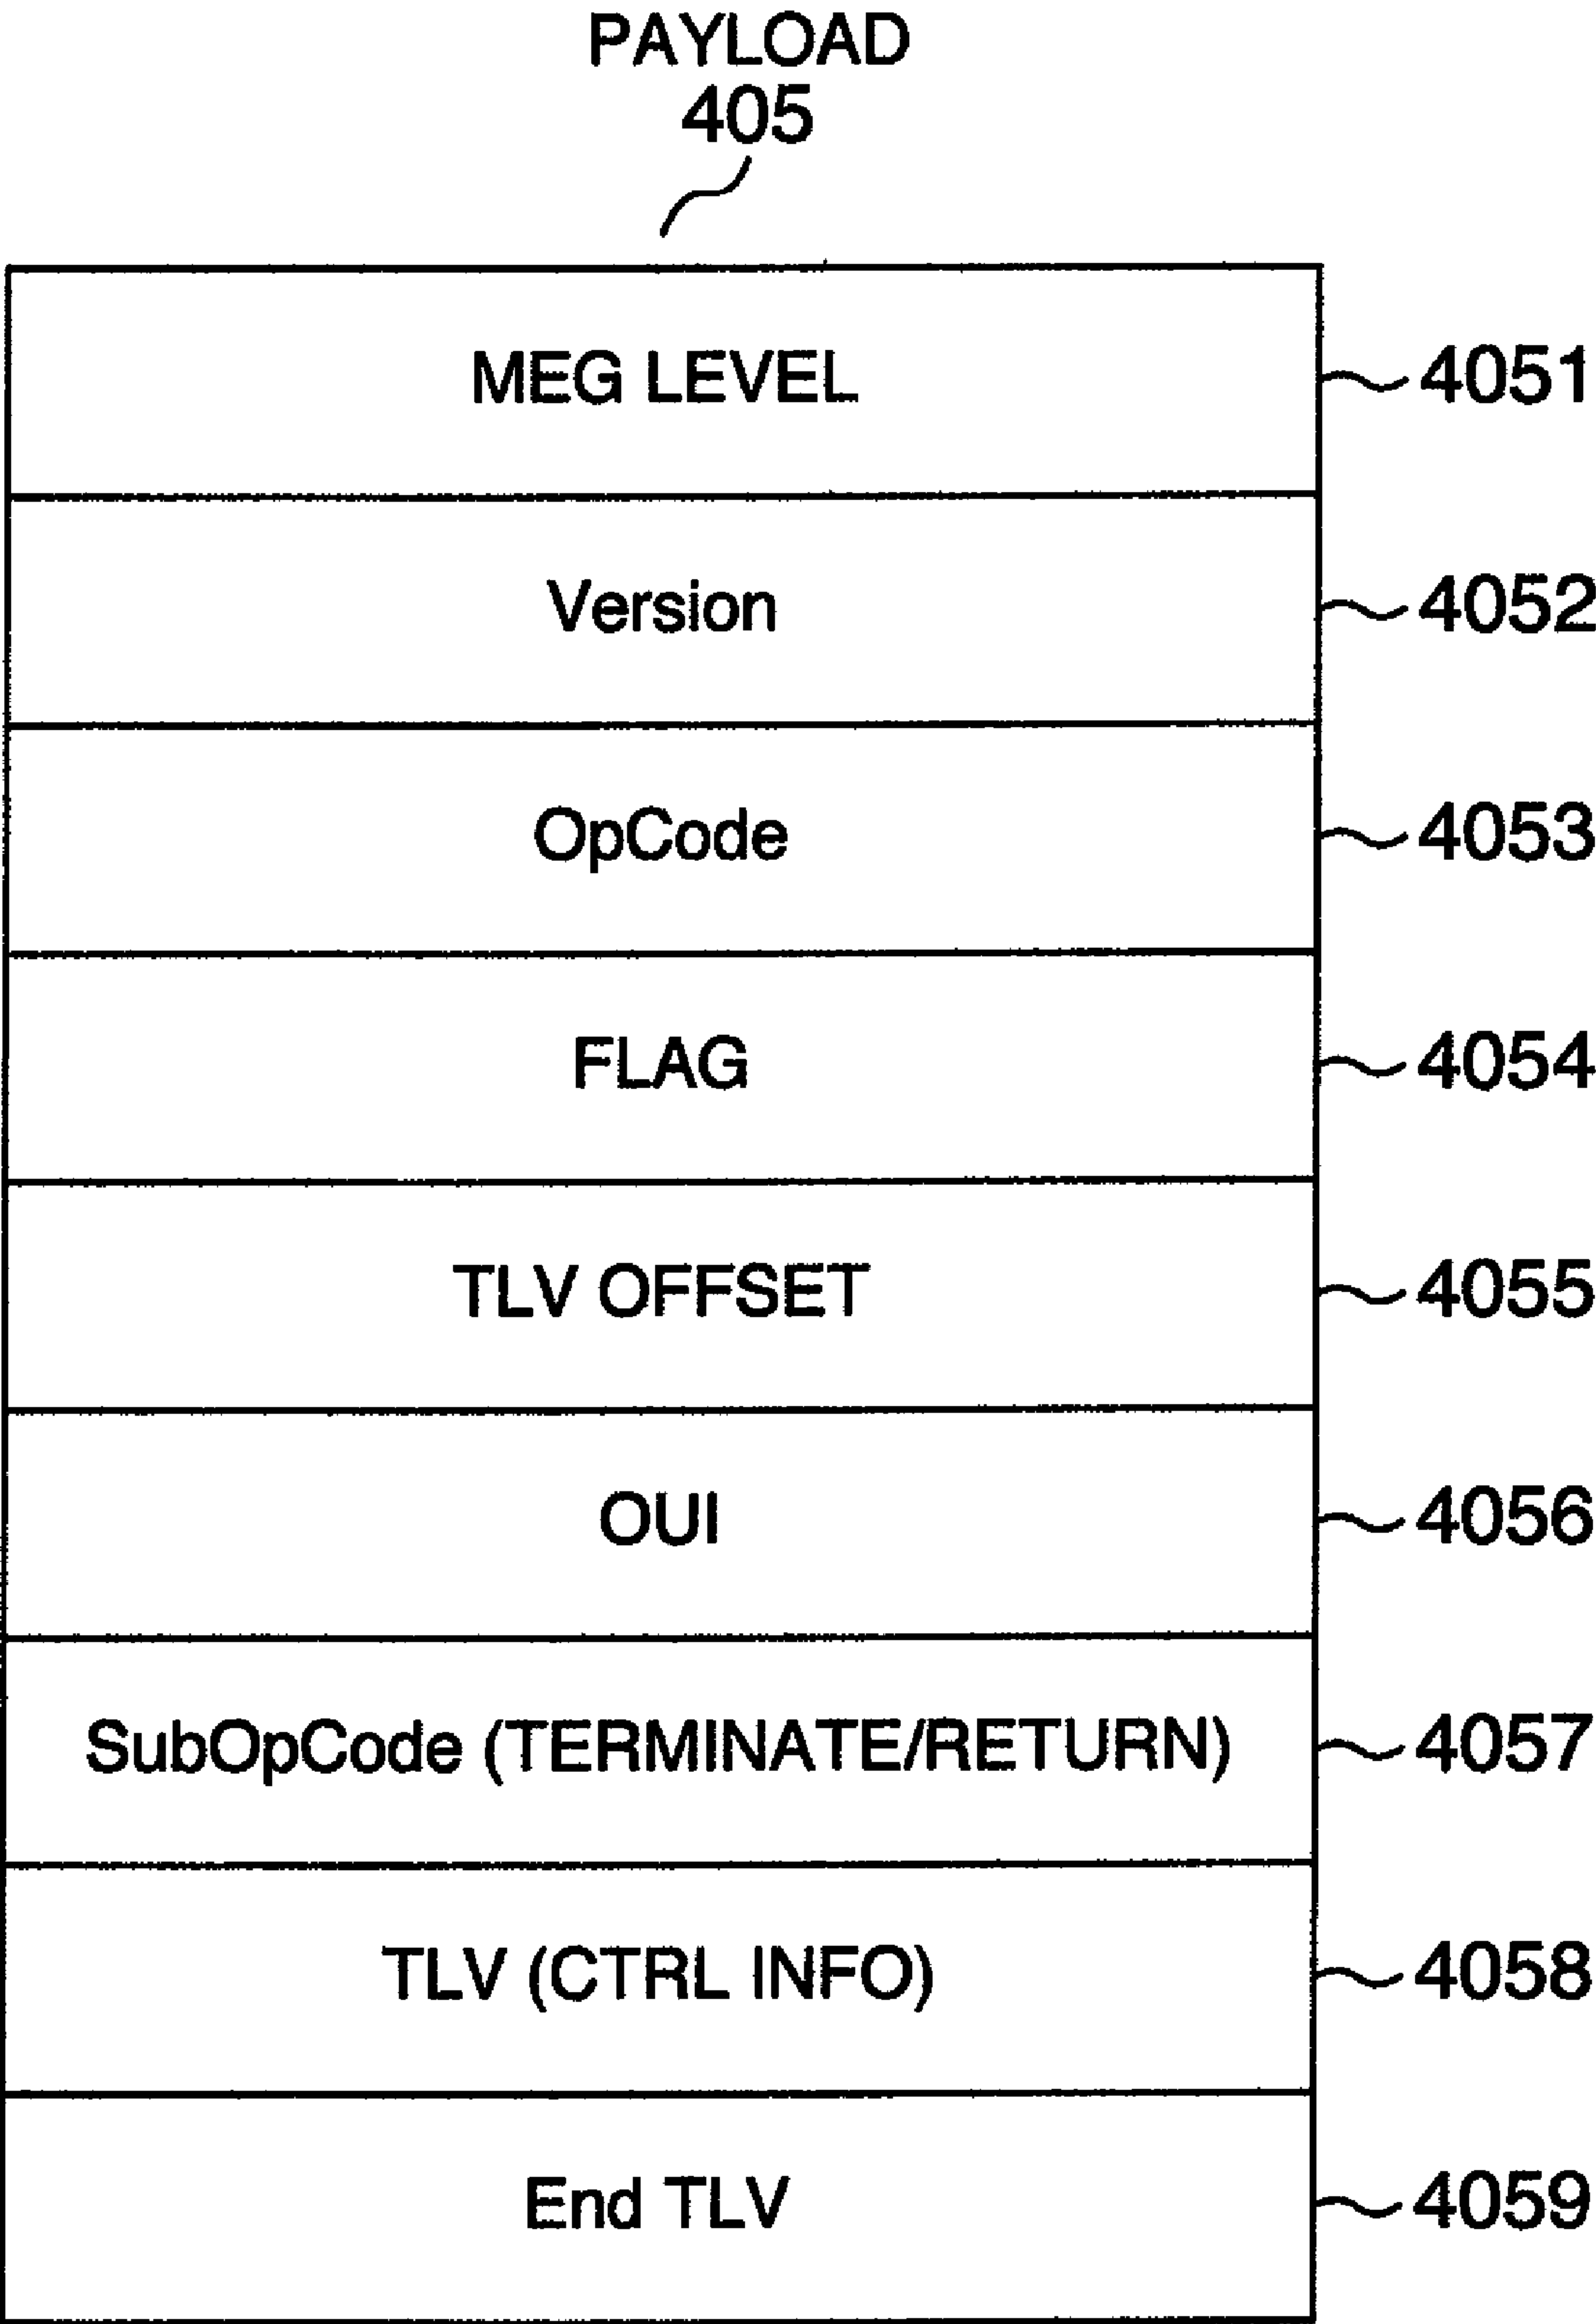 PAYLOAD
405
MEG LEVEL 4051
Version 4052
OpCode 4053
FLAG 4054
TLV OFFSET 4055
OUI 4056
SubOpCode (TERMINATE/RETURN) 4057
TLV (CTRL INFO) 4058
End TLV 4059